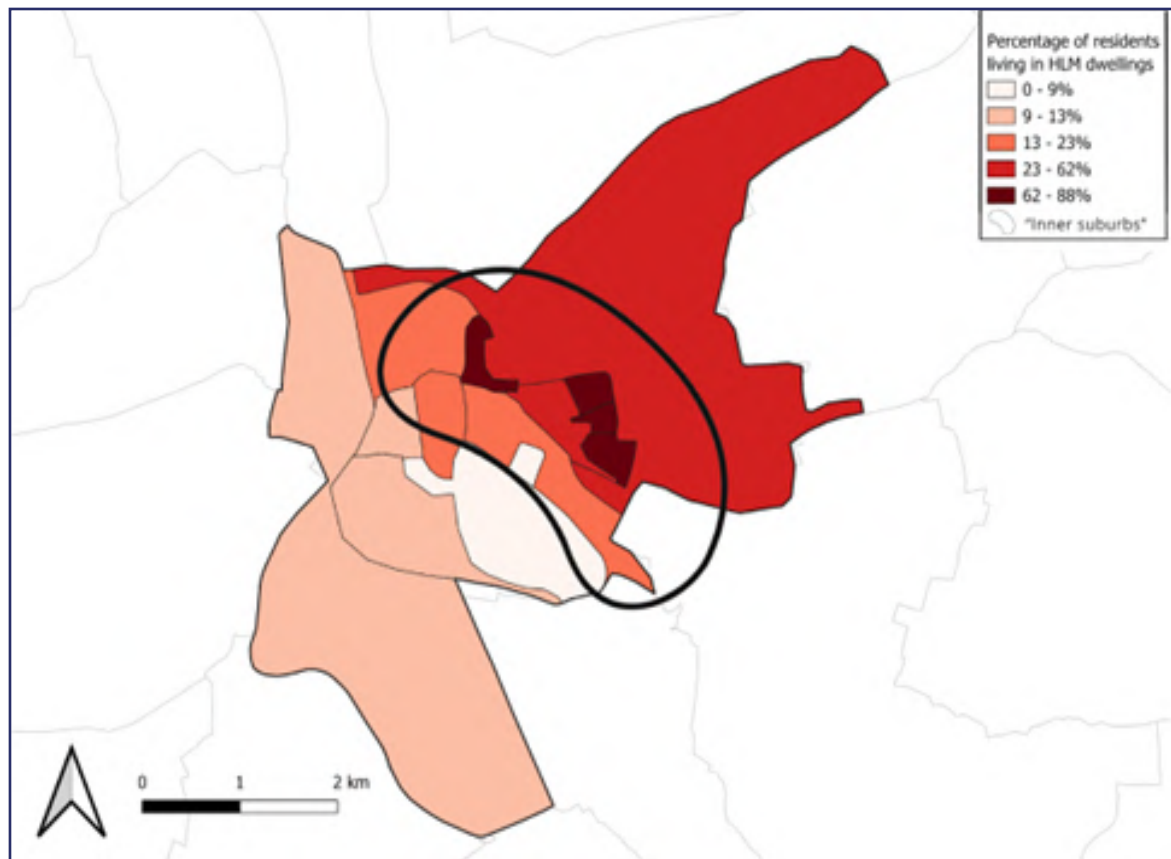 Percentage of residents
living in HLM dwellings
0 - 9%
9 - 13%
13 - 23%
23 - 62%
62 - 88%
"Inner suburbs"
0 1 2 km